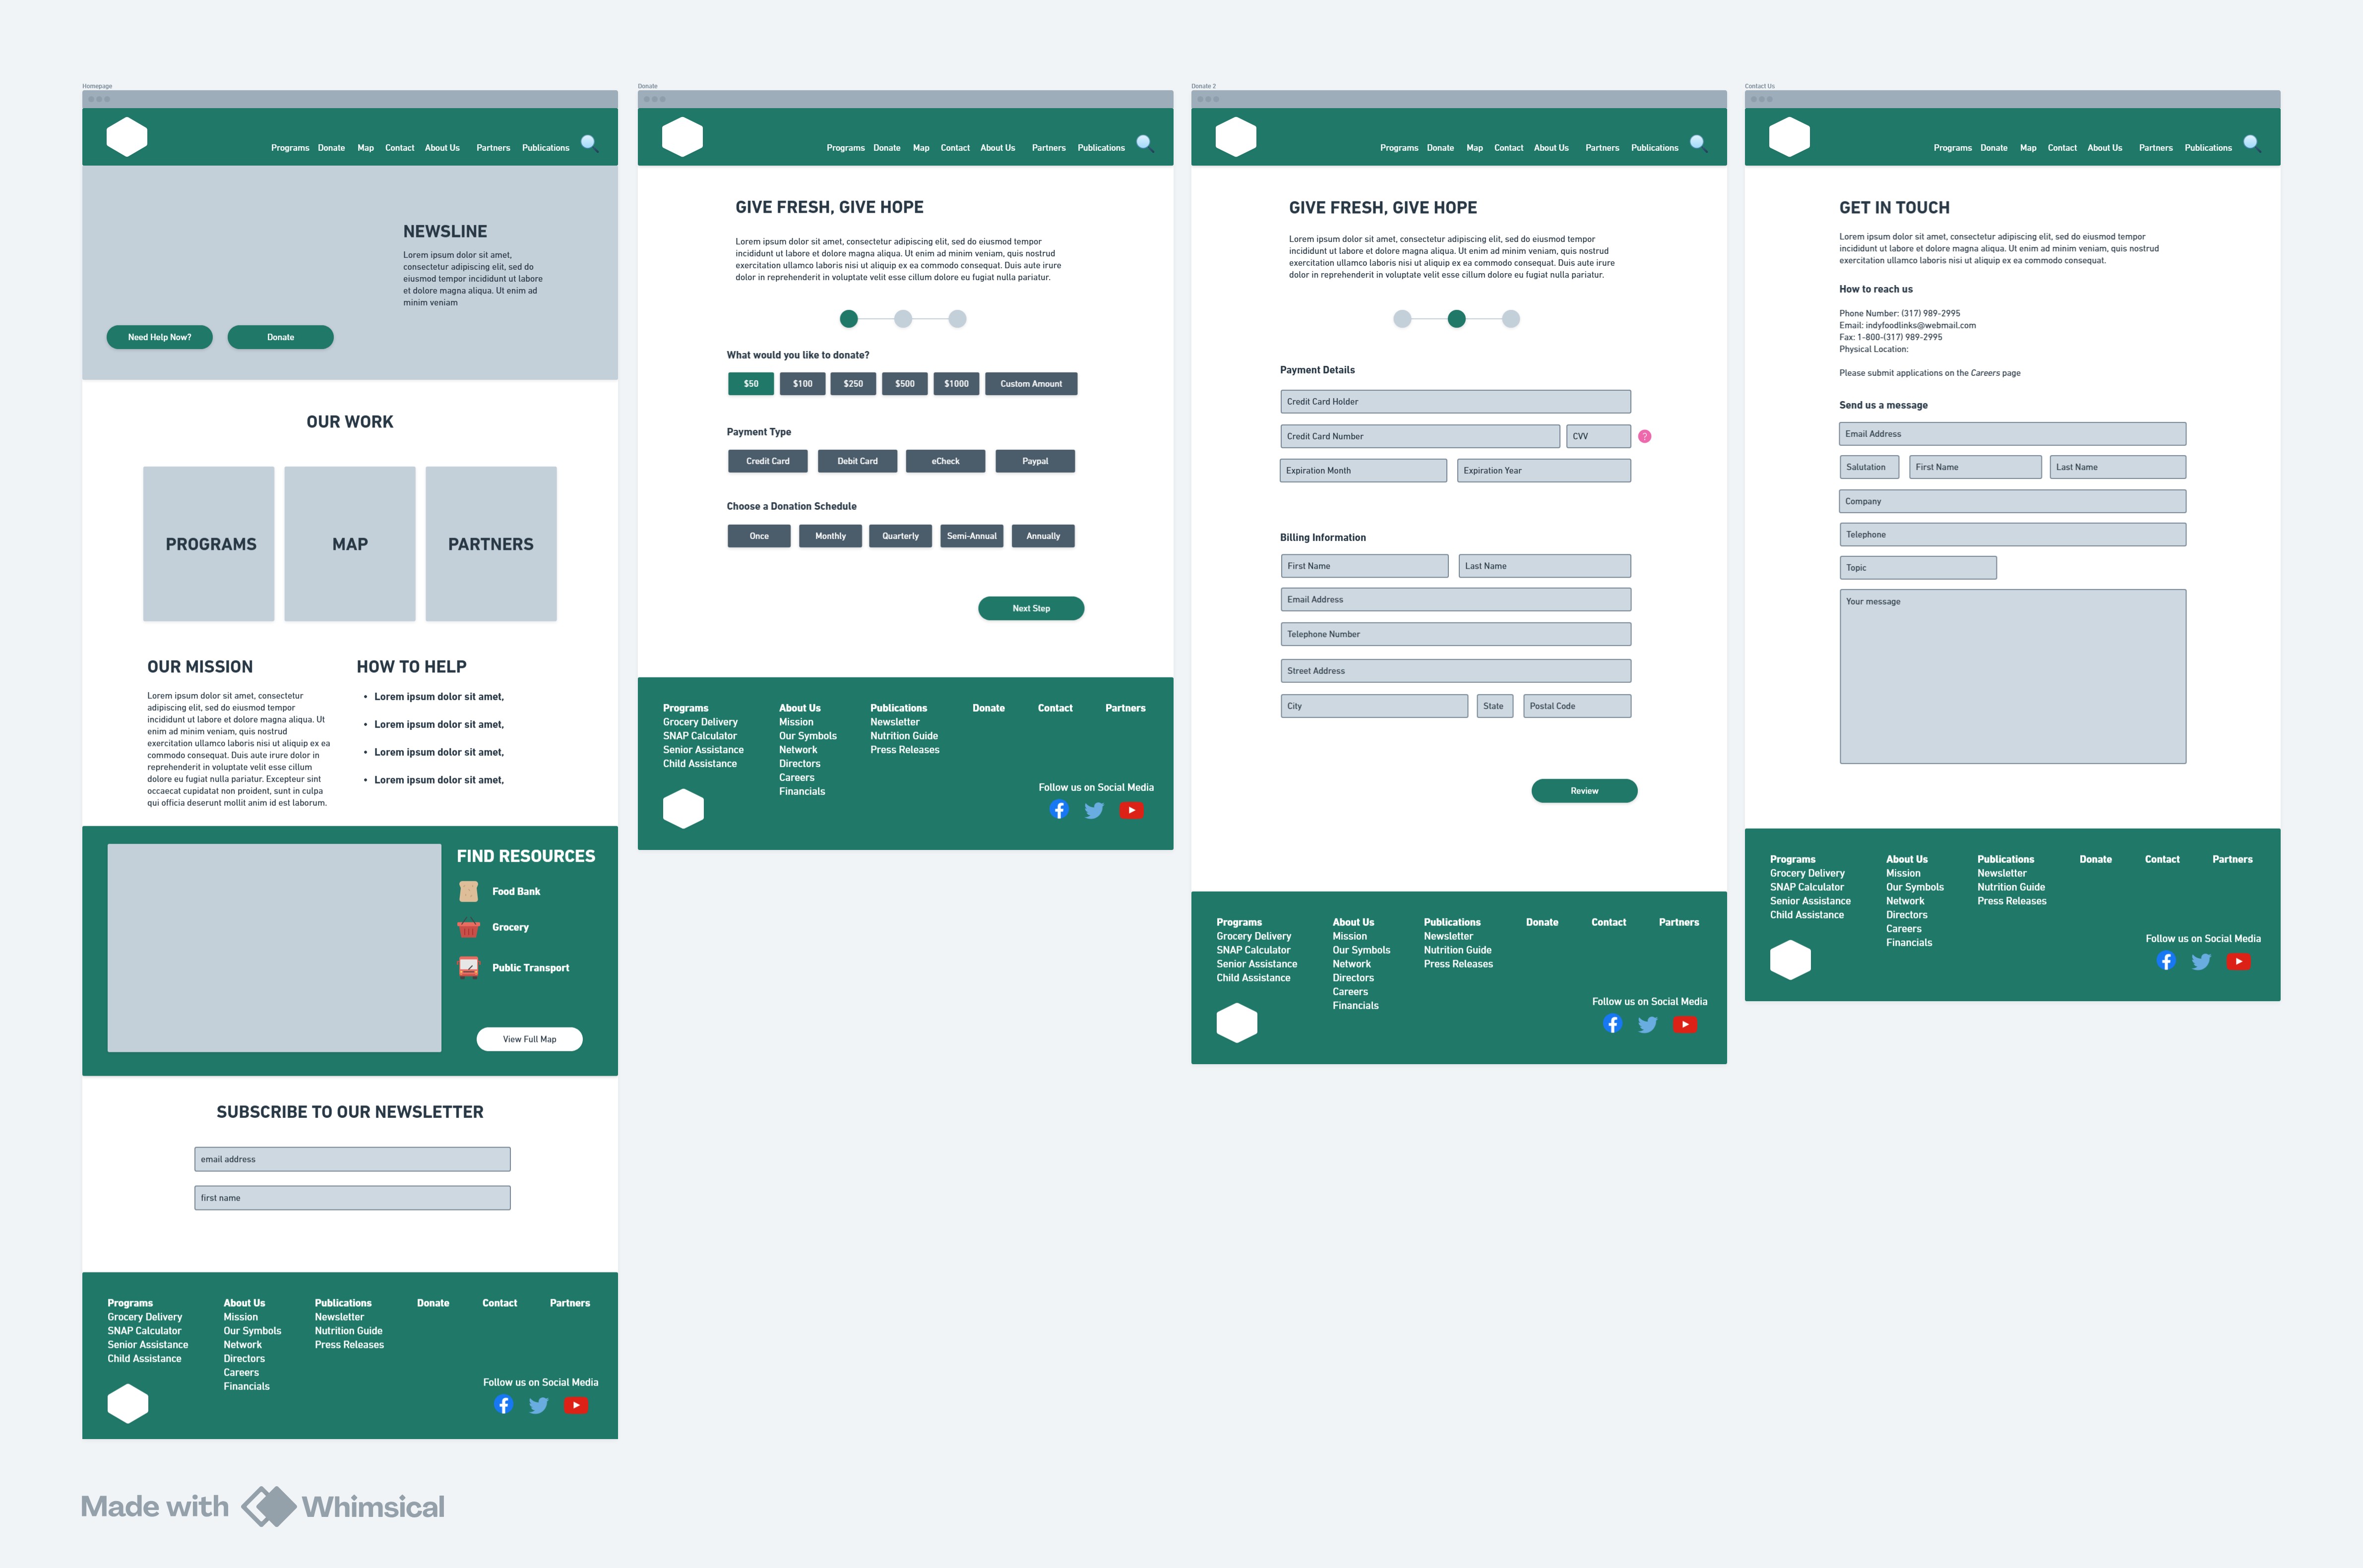 Homepage
Programs Donate Map Contact About Us Partners Publications
NEWSLINE
Lorem ipsum dolor sit amet,
consectetur adipiscing elit, sed do
eiusmod tempor incididunt ut labore
et dolore magna aliqua. Ut enim ad
minim veniam
Need Help Now? Donate
OUR WORK
PROGRAMS MAP PARTNERS
OUR MISSION
Lorem ipsum dolor sit amet, consectetur
adipiscing elit, sed do eiusmod tempor
incididunt ut labore et dolore magna aliqua. Ut
enim ad minim veniam, quis nostrud
exercitation ullamco laboris nisi ut aliquip ex ea
commodo consequat. Duis aute irure dolor in
reprehenderit in voluptate velit esse cillum
dolore eu fugiat nulla pariatur. Excepteur sint
occaecat cupidatat non proident, sunt in culpa
qui officia deserunt mollit anim id est laborum.
HOW TO HELP
• Lorem ipsum dolor sit amet,
• Lorem ipsum dolor sit amet,
• Lorem ipsum dolor sit amet,
• Lorem ipsum dolor sit amet,
FIND RESOURCES
Food Bank
Grocery
Public Transport
View Full Map
SUBSCRIBE TO OUR NEWSLETTER
email address
first name
Programs
Grocery Delivery
SNAP Calculator
Senior Assistance
Child Assistance
About Us
Mission
Our Symbols
Network
Directors
Careers
Financials
Publications
Newsletter
Nutrition Guide
Press Releases
Donate
Contact
Partners
Follow us on Social Media
Donate
Programs Donate Map Contact About Us Partners Publications
GIVE FRESH, GIVE HOPE
Lorem ipsum dolor sit amet, consectetur adipiscing elit, sed do eiusmod tempor
incididunt ut labore et dolore magna aliqua. Ut enim ad minim veniam, quis nostrud
exercitation ullamco laboris nisi ut aliquip ex ea commodo consequat. Duis aute irure
dolor in reprehenderit in voluptate velit esse cillum dolore eu fugiat nulla pariatur.
What would you like to donate?
$50 $100 $250 $500 $1000 Custom Amount
Payment Type
Credit Card Debit Card eCheck Paypal
Choose a Donation Schedule
Once Monthly Quarterly Semi-Annual Annually
Next Step
Programs
Grocery Delivery
SNAP Calculator
Senior Assistance
Child Assistance
About Us
Mission
Our Symbols
Network
Directors
Careers
Financials
Publications
Newsletter
Nutrition Guide
Press Releases
Donate
Contact
Partners
Follow us on Social Media
Donate 2
Programs Donate Map Contact About Us Partners Publications
GIVE FRESH, GIVE HOPE
Lorem ipsum dolor sit amet, consectetur adipiscing elit, sed do eiusmod tempor
incididunt ut labore et dolore magna aliqua. Ut enim ad minim veniam, quis nostrud
exercitation ullamco laboris nisi ut aliquip ex ea commodo consequat. Duis aute irure
dolor in reprehenderit in voluptate velit esse cillum dolore eu fugiat nulla pariatur.
Payment Details
Credit Card Holder
Credit Card Number CVV ?
Expiration Month Expiration Year
Billing Information
First Name Last Name
Email Address
Telephone Number
Street Address
City State Postal Code
Review
Programs
Grocery Delivery
SNAP Calculator
Senior Assistance
Child Assistance
About Us
Mission
Our Symbols
Network
Directors
Careers
Financials
Publications
Newsletter
Nutrition Guide
Press Releases
Donate
Contact
Partners
Follow us on Social Media
Contact Us
Programs Donate Map Contact About Us Partners Publications
GET IN TOUCH
Lorem ipsum dolor sit amet, consectetur adipiscing elit, sed do eiusmod tempor
incididunt ut labore et dolore magna aliqua. Ut enim ad minim veniam, quis nostrud
exercitation ullamco laboris nisi ut aliquip ex ea commodo consequat.
How to reach us
Phone Number: (317) 989-2995
Email: indyfoodlinks@webmail.com
Fax: 1-800-(317) 989-2995
Physical Location:
Please submit applications on the Careers page
Send us a message
Email Address
Salutation First Name Last Name
Company
Telephone
Topic
Your message
Programs
Grocery Delivery
SNAP Calculator
Senior Assistance
Child Assistance
About Us
Mission
Our Symbols
Network
Directors
Careers
Financials
Publications
Newsletter
Nutrition Guide
Press Releases
Donate
Contact
Partners
Follow us on Social Media
Made with Whimsical